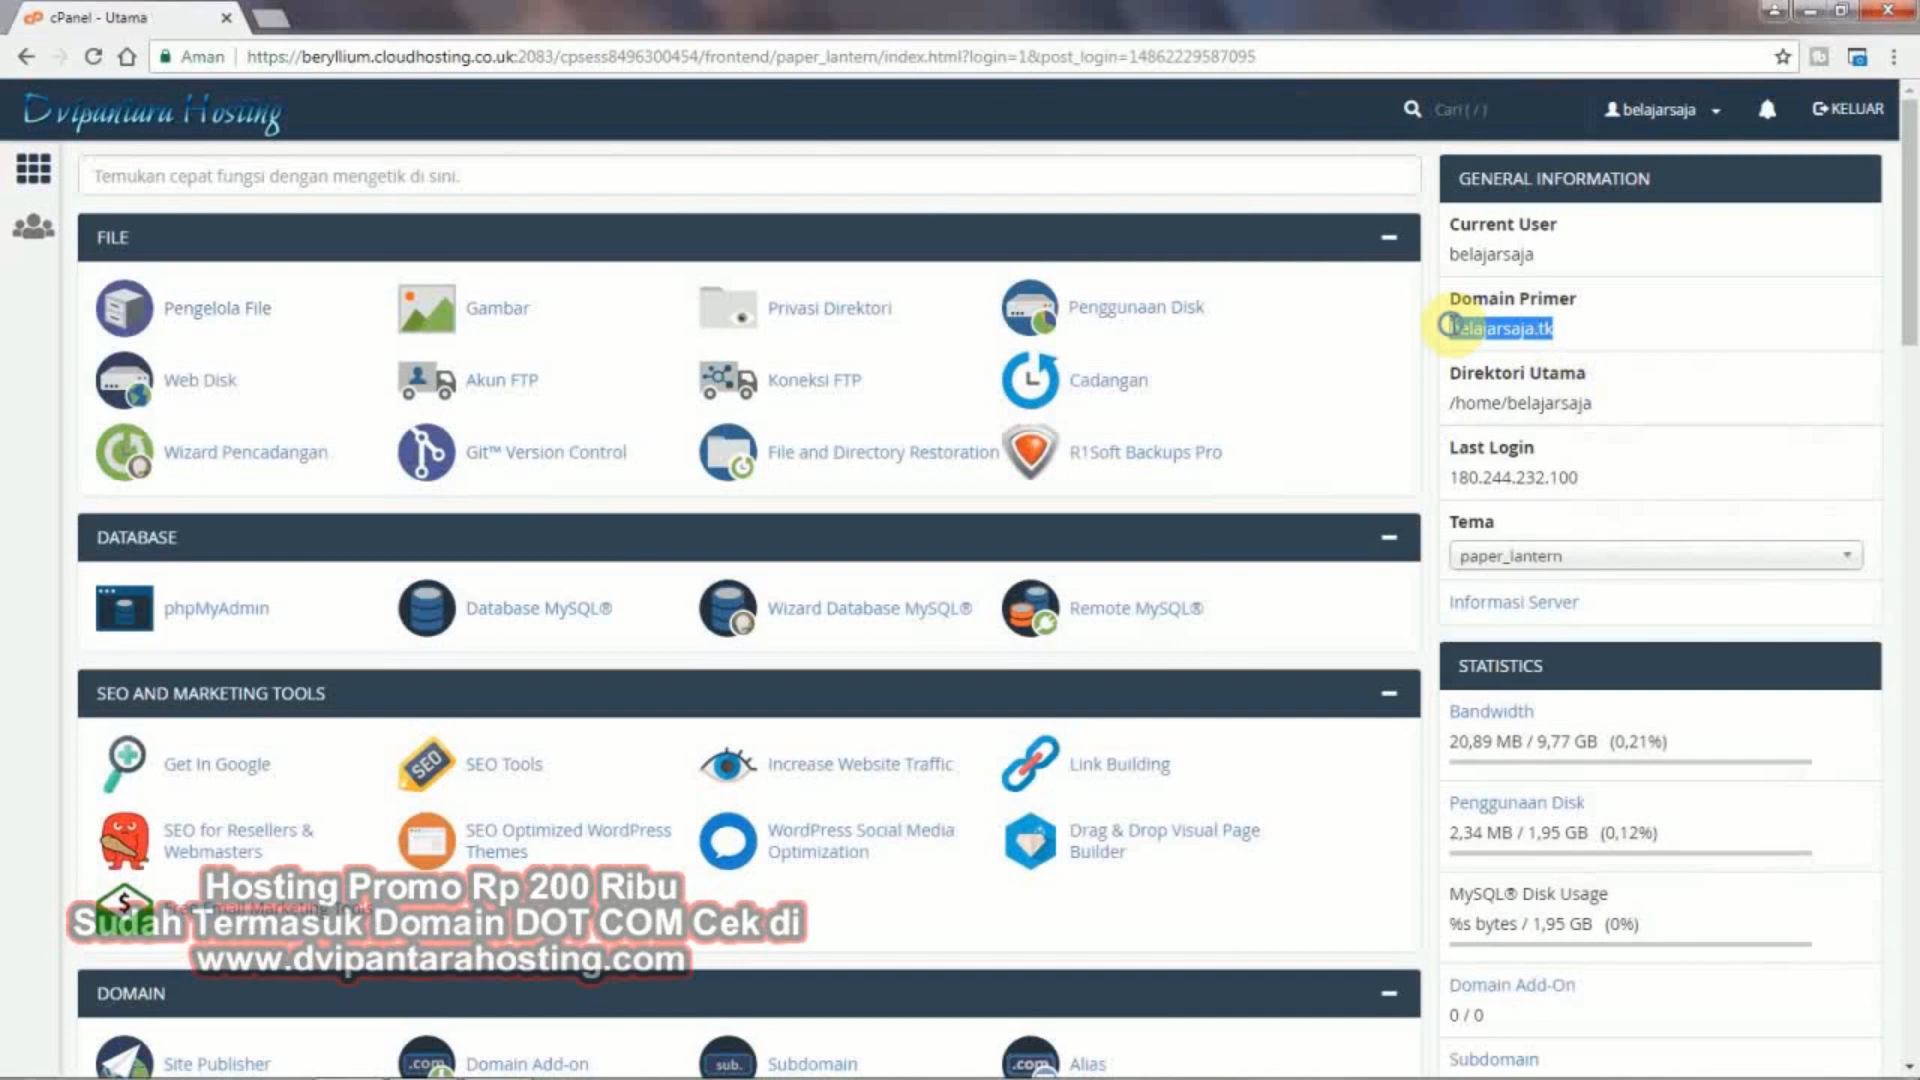 cPanel - Utama
Aman
https://beryllium.cloudhosting.co.uk:2083/cpsess8496300454/frontend/paper_lantern/index.html?login=1&post_login=14862229587095
Dvipantara Hosting
Cari ( / )
belajarsaja
KELUAR
Temukan cepat fungsi dengan mengetik di sini.
FILE
Pengelola File
Gambar
Privasi Direktori
Penggunaan Disk
Web Disk
Akun FTP
Koneksi FTP
Cadangan
Wizard Pencadangan
Git™ Version Control
File and Directory Restoration
R1Soft Backups Pro
DATABASE
phpMyAdmin
Database MySQL®
Wizard Database MySQL®
Remote MySQL®
SEO AND MARKETING TOOLS
Get In Google
SEO Tools
Increase Website Traffic
Link Building
SEO for Resellers &
Webmasters
SEO Optimized WordPress
Themes
WordPress Social Media
Optimization
Drag & Drop Visual Page
Builder
Free Email Marketing Tools
Hosting Promo Rp 200 Ribu
Sudah Termasuk Domain DOT COM Cek di
www.dvipantarahosting.com
DOMAIN
Site Publisher
Domain Add-on
Subdomain
Alias
GENERAL INFORMATION
Current User
belajarsaja
Domain Primer
belajarsaja.tk
Direktori Utama
/home/belajarsaja
Last Login
180.244.232.100
Tema
paper_lantern
Informasi Server
STATISTICS
Bandwidth
20,89 MB / 9,77 GB (0,21%)
Penggunaan Disk
2,34 MB / 1,95 GB (0,12%)
MySQL® Disk Usage
%s bytes / 1,95 GB (0%)
Domain Add-On
0 / 0
Subdomain